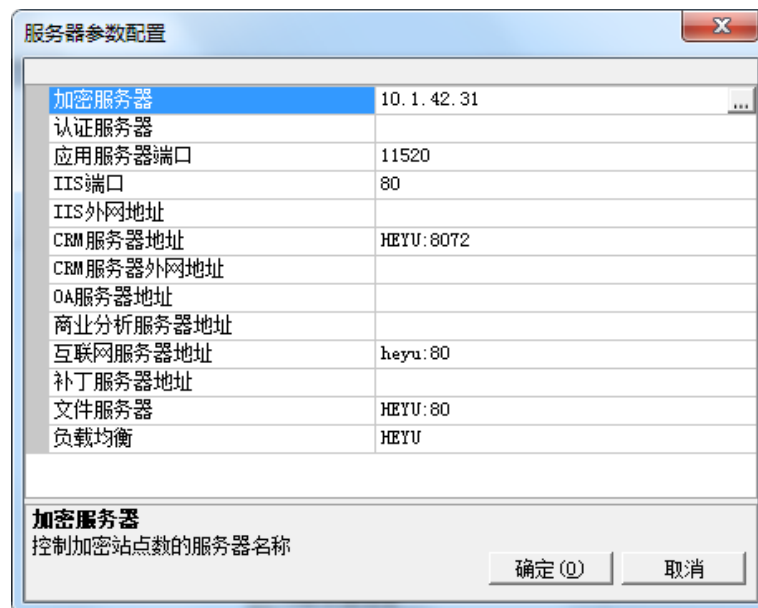 服务器参数配置
加密服务器 10.1.42.31 ...
认证服务器
应用服务器端口 11520
IIS端口 80
IIS外网地址
CRM服务器地址 HEYU:8072
CRM服务器外网地址
OA服务器地址
商业分析服务器地址
互联网服务器地址 heyu:80
补丁服务器地址
文件服务器 HEYU:80
负载均衡 HEYU
加密服务器
控制加密站点数的服务器名称
确定(O) 取消